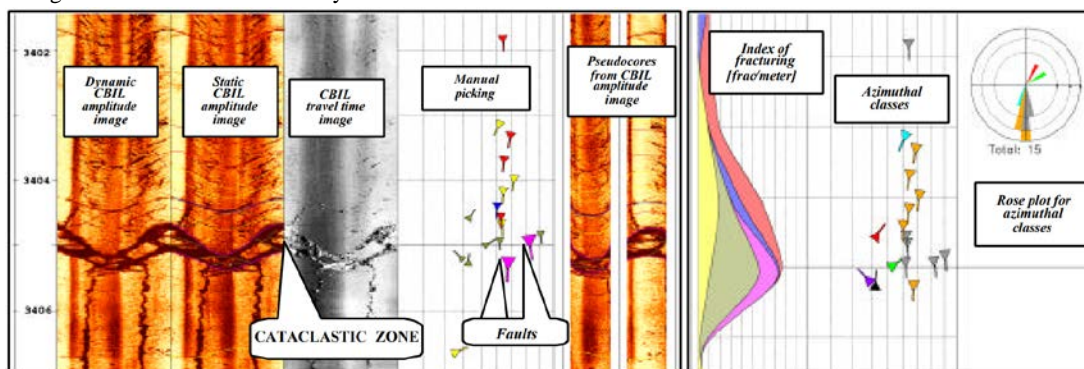 3402
3404
3406
Dynamic
CBIL
amplitude
image
Static
CBIL
amplitude
image
CBIL
travel time
image
Manual
picking
Pseudocores
from CBIL
amplitude
image
CATACLASTIC ZONE
Faults
Index of
fracturing
[frac/meter]
Azimuthal
classes
Total: 15
Rose plot for
azimuthal
classes